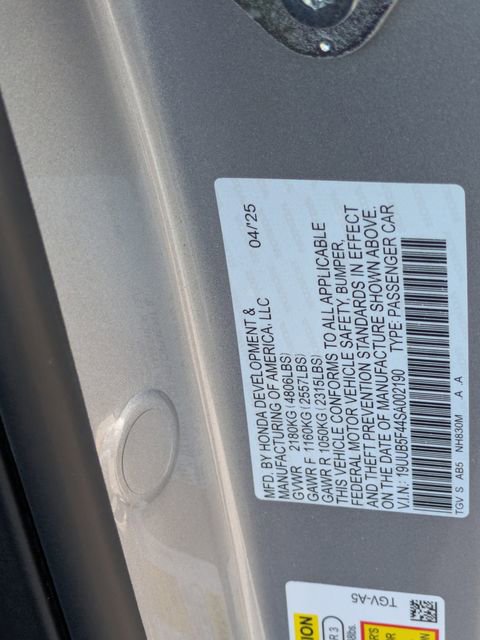 MFD. BY HONDA DEVELOPMENT &
MANUFACTURING OF AMERICA, LLC 04/'25
GVWR 2180KG (4806LBS)
GAWR F 1160KG (2557LBS)
GAWR R 1050KG (2315LBS)
THIS VEHICLE CONFORMS TO ALL APPLICABLE
FEDERAL MOTOR VEHICLE SAFETY, BUMPER,
AND THEFT PREVENTION STANDARDS IN EFFECT
ON THE DATE OF MANUFACTURE SHOWN ABOVE.
V.I.N.: 19UUB5F44SA002190 TYPE: PASSENGER CAR
TGV S AB5 NH830M A A
TGV-A5